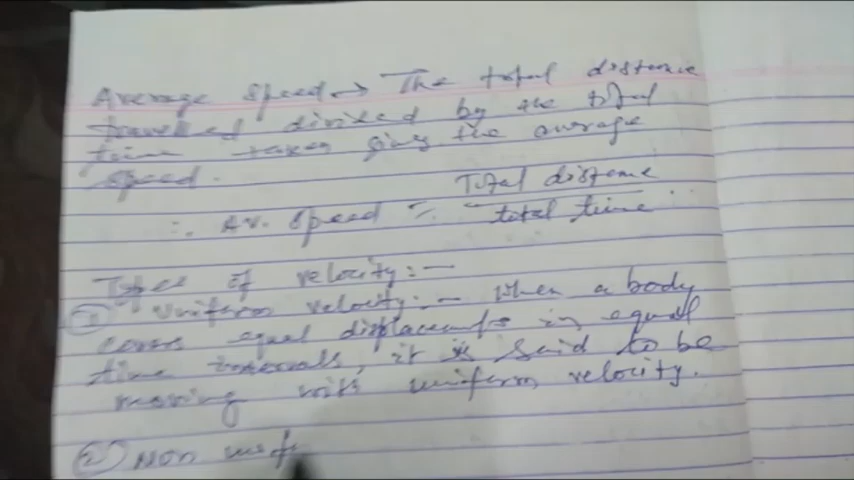 Average Speed → The total distance
travelled divided by the total
time taken gives the average
speed.
∴ Av. Speed = Total distance / total time
Types of velocity:-
① Uniform velocity:- When a body
covers equal displacements in equal
time intervals, it is said to be
moving with uniform velocity.
② Non unif